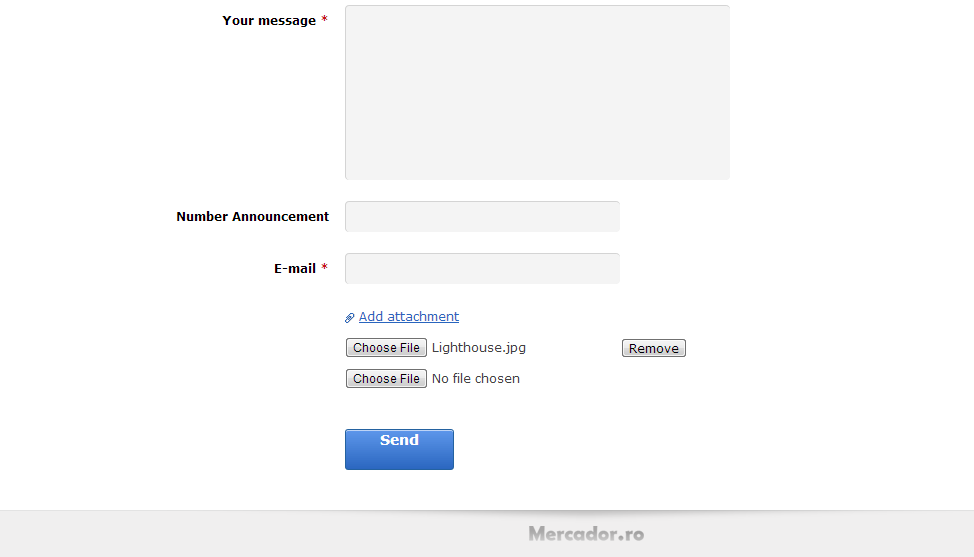 Your message *
Number Announcement
E-mail *
Add attachment
Choose File Lighthouse.jpg Remove
Choose File No file chosen
Send
Mercador.ro